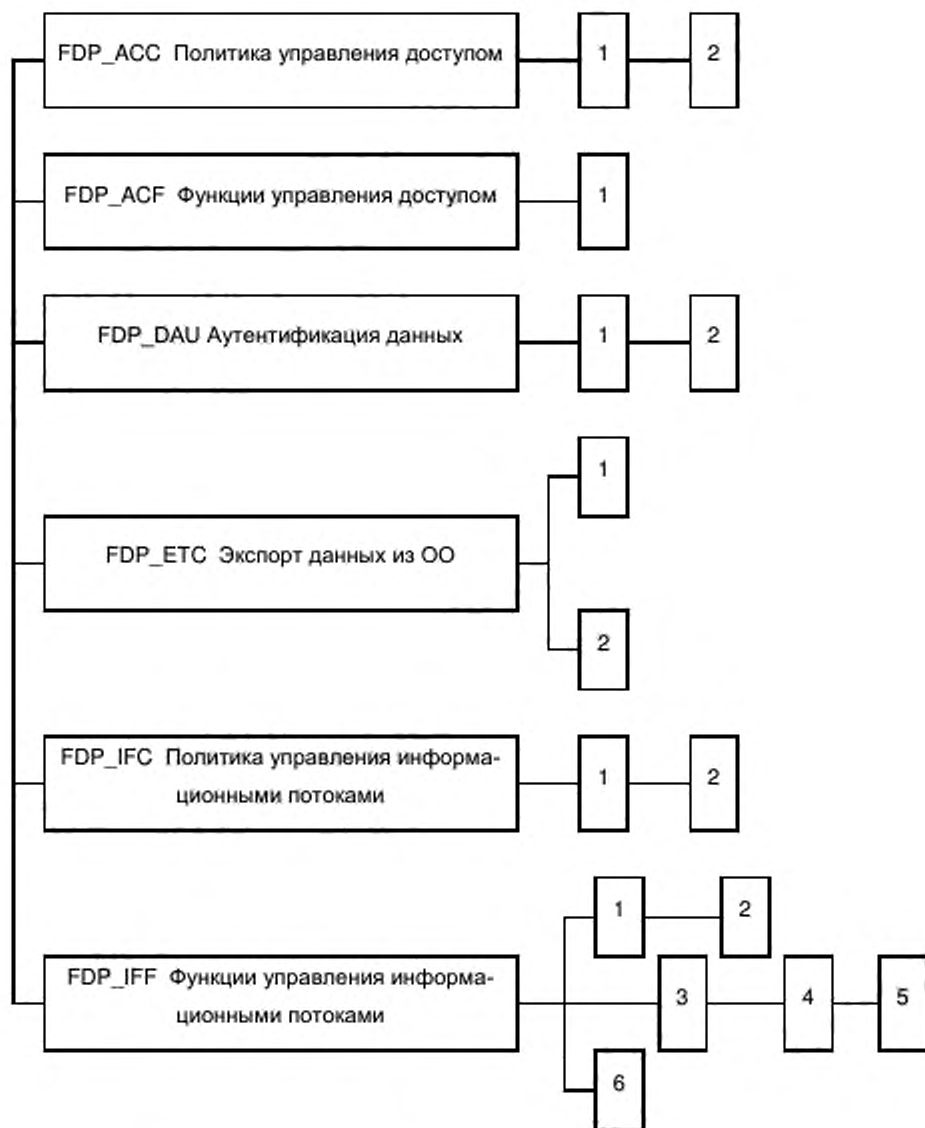 FDP_ACC Политика управления доступом 1 2
FDP_ACF Функции управления доступом 1
FDP_DAU Аутентификация данных 1 2
1
FDP_ETC Экспорт данных из ОО
2
FDP_IFC Политика управления информа-
ционными потоками
1 2
1 2
FDP_IFF Функции управления информа-
ционными потоками
3 4 5
6